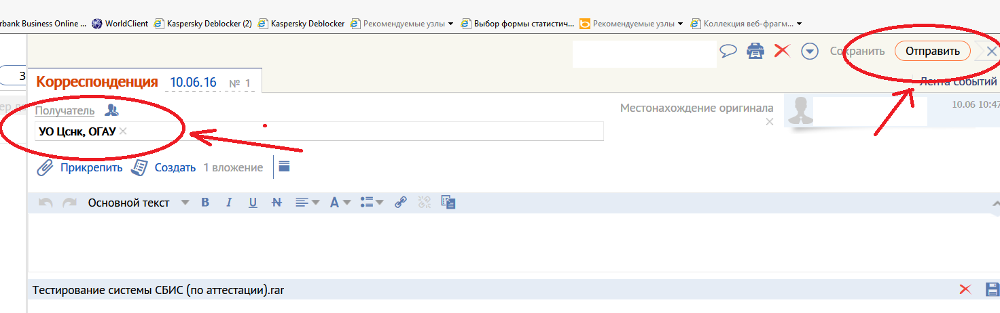 rbank Business Online ... WorldClient Kaspersky Deblocker (2) Kaspersky Deblocker Рекомендуемые узлы Выбор формы статистич... Рекомендуемые узлы Коллекция веб-фрагм...
Сохранить Отправить
З
Корреспонденция 10.06.16 № 1
Лента событий
Получатель
Местонахождение оригинала
10.06 10:47
УО Цснк, ОГАУ
Прикрепить Создать 1 вложение
Основной текст B I U N A
Тестирование системы СБИС (по аттестации).rar